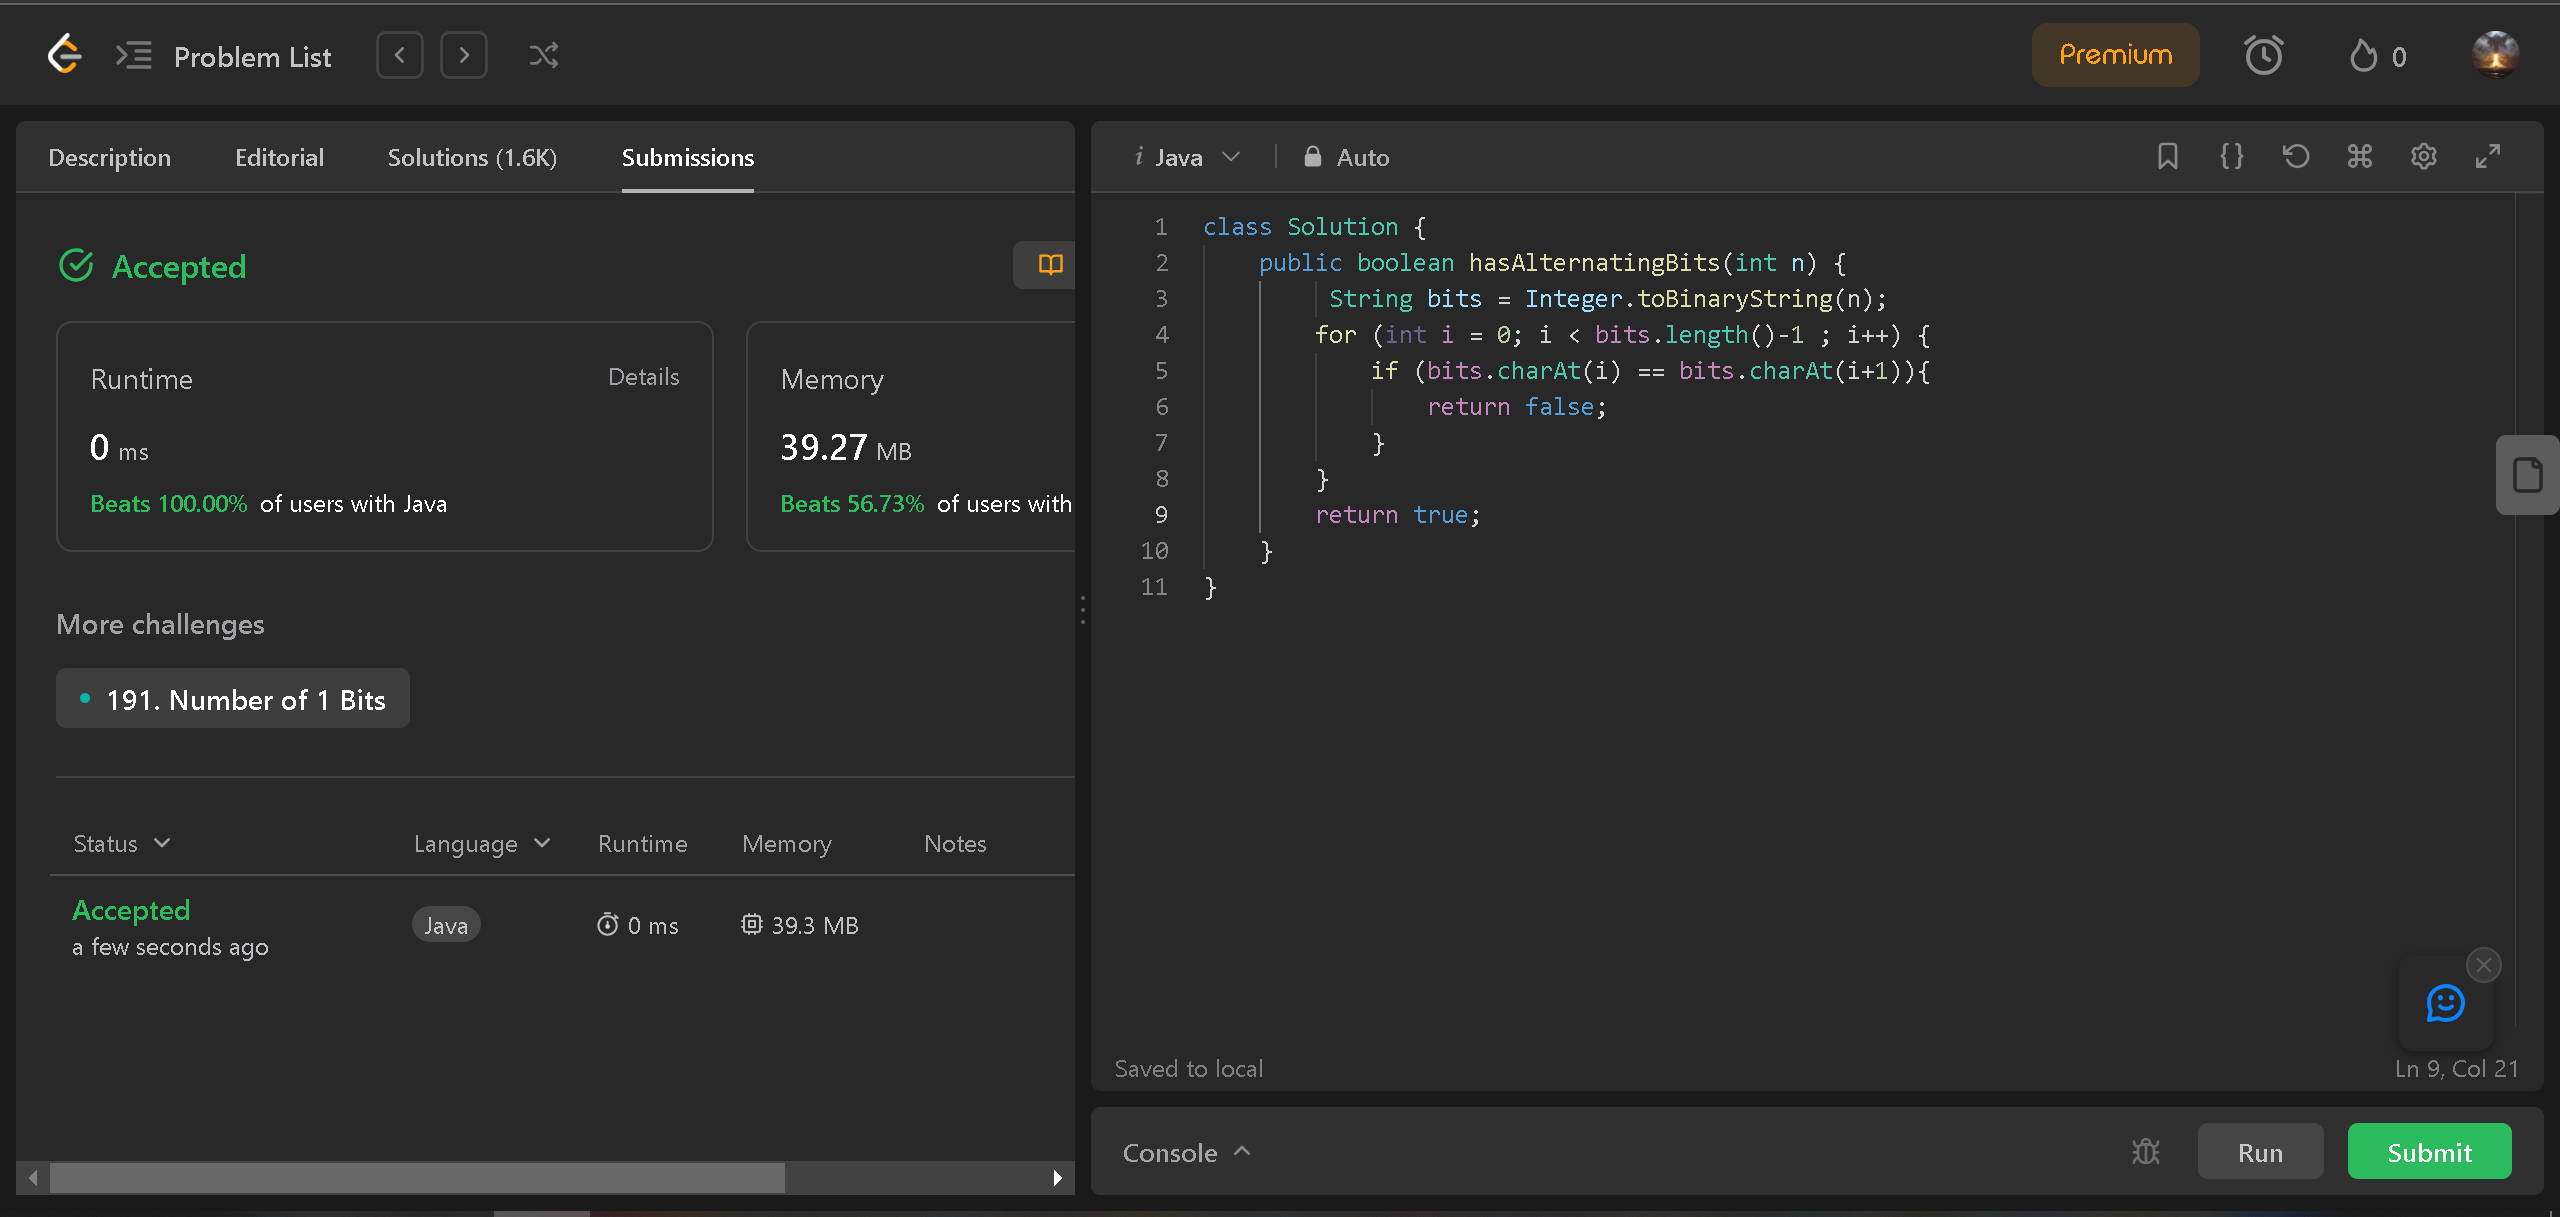 Problem List
Premium
0
Description Editorial Solutions (1.6K) Submissions
Accepted
Runtime Details
0 ms
Beats 100.00% of users with Java
Memory
39.27 MB
Beats 56.73% of users with
More challenges
191. Number of 1 Bits
Status Language Runtime Memory Notes
Accepted Java 0 ms 39.3 MB
a few seconds ago
i Java Auto
1 class Solution {
2 public boolean hasAlternatingBits(int n) {
3 String bits = Integer.toBinaryString(n);
4 for (int i = 0; i < bits.length()-1 ; i++) {
5 if (bits.charAt(i) == bits.charAt(i+1)){
6 return false;
7 }
8 }
9 return true;
10 }
11 }
Saved to local Ln 9, Col 21
Console Run Submit